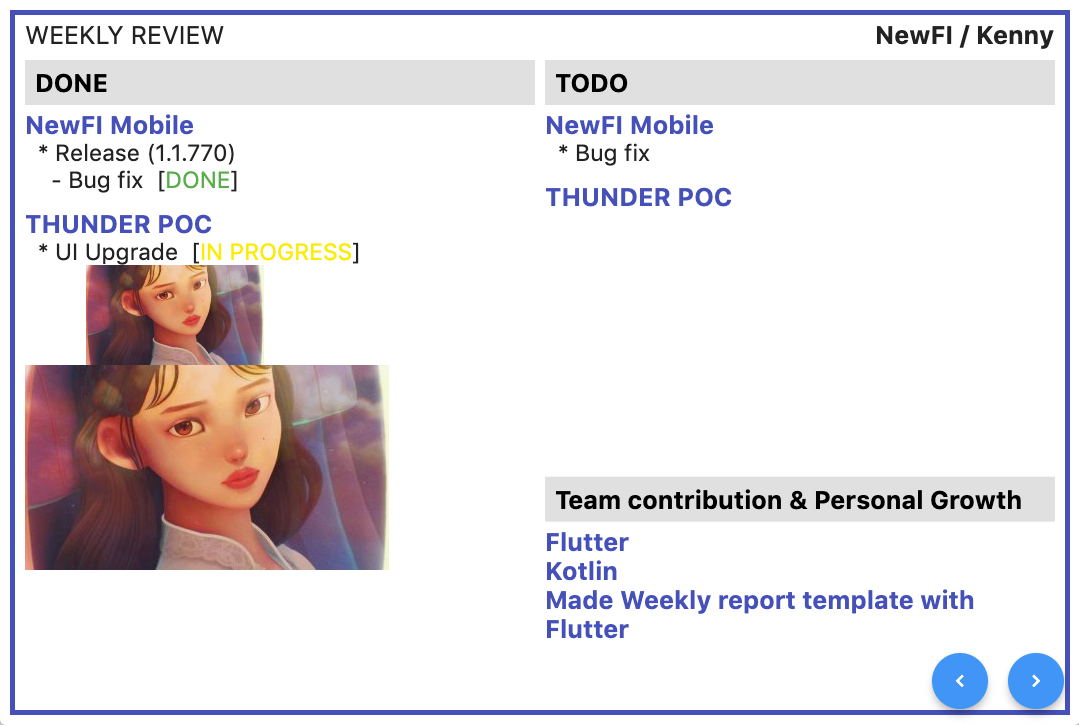 WEEKLY REVIEW
NewFI / Kenny
DONE
NewFI Mobile
* Release (1.1.770)
- Bug fix [DONE]
THUNDER POC
* UI Upgrade [IN PROGRESS]
TODO
NewFI Mobile
* Bug fix
THUNDER POC
Team contribution & Personal Growth
Flutter
Kotlin
Made Weekly report template with
Flutter